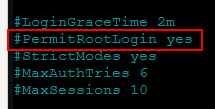 #LoginGraceTime 2m
#PermitRootLogin yes
#StrictModes yes
#MaxAuthTries 6
#MaxSessions 10